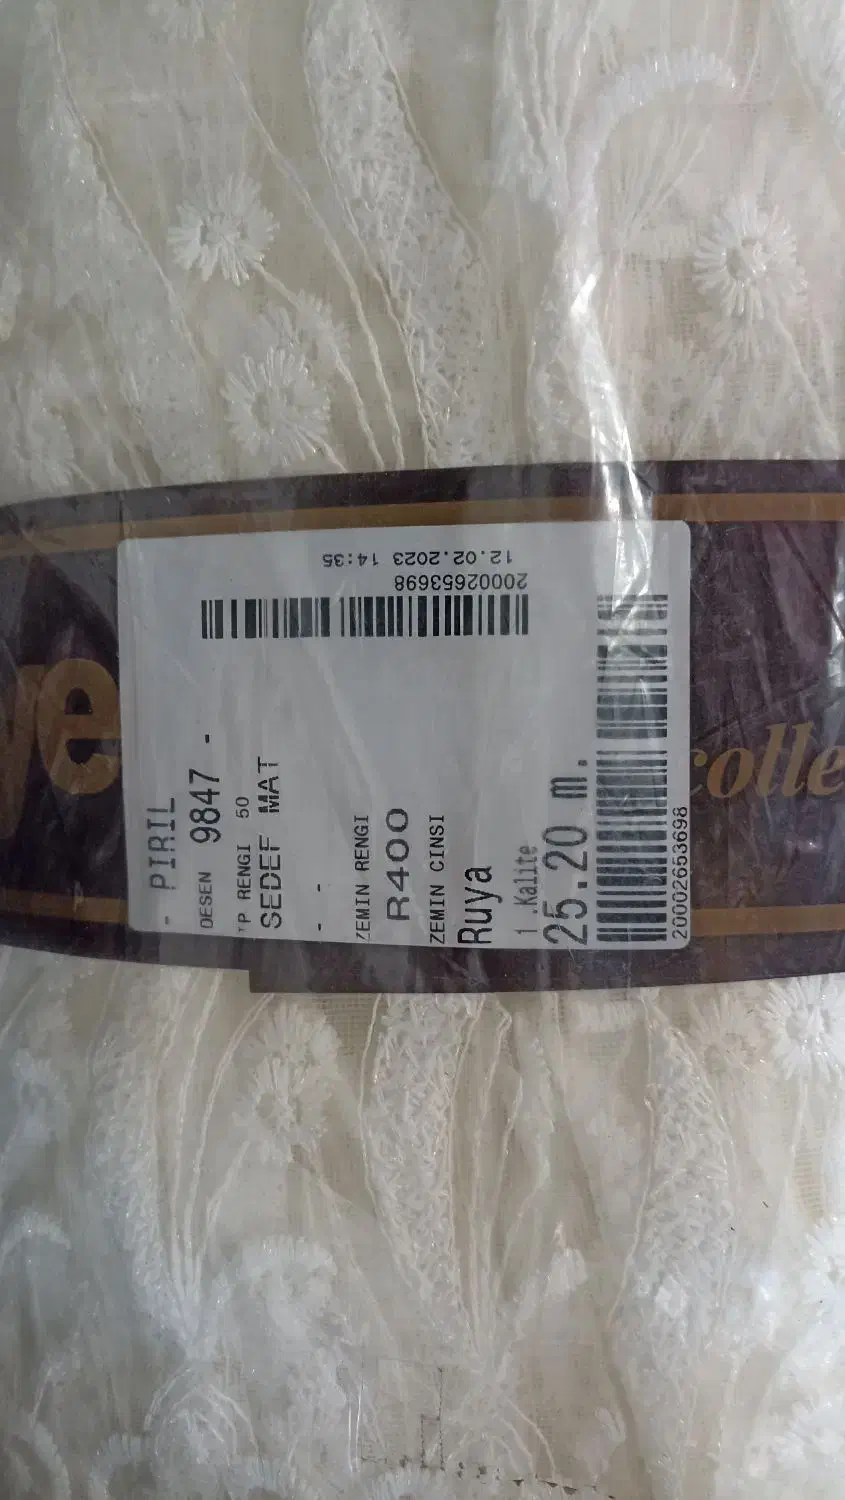 - PIRIL
DESEN 9847 -
P RENGI 50
SEDEF MAT
- -
ZEMIN RENGI
R400
ZEMIN CINSI
Ruya
1 .Kalite
25.20 m.
20002653698
20002653698
12.02.2023 14:35
ye
colle